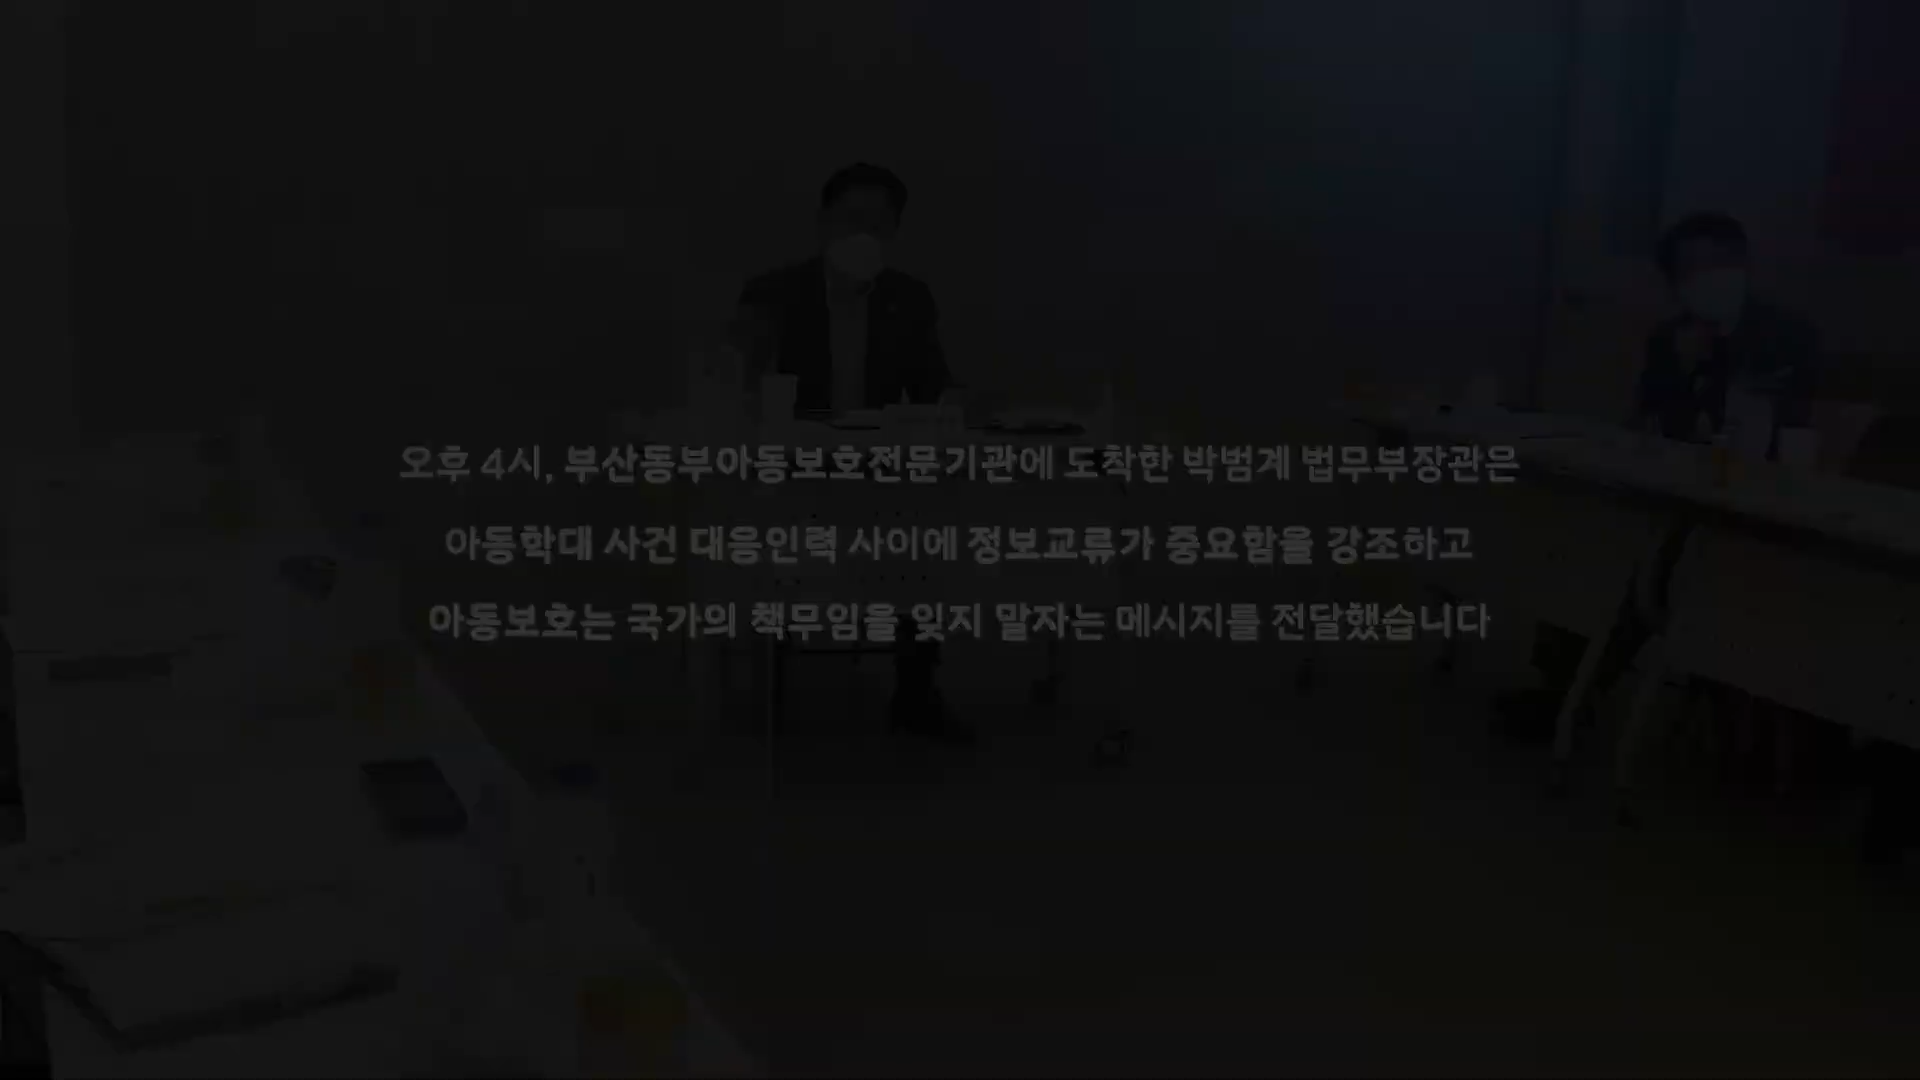 오후 4시, 부산동부아동보호전문기관에 도착한 박범계 법무부장관은
아동학대 사건 대응인력 사이에 정보교류가 중요함을 강조하고
아동보호는 국가의 책무임을 잊지 말자는 메시지를 전달했습니다